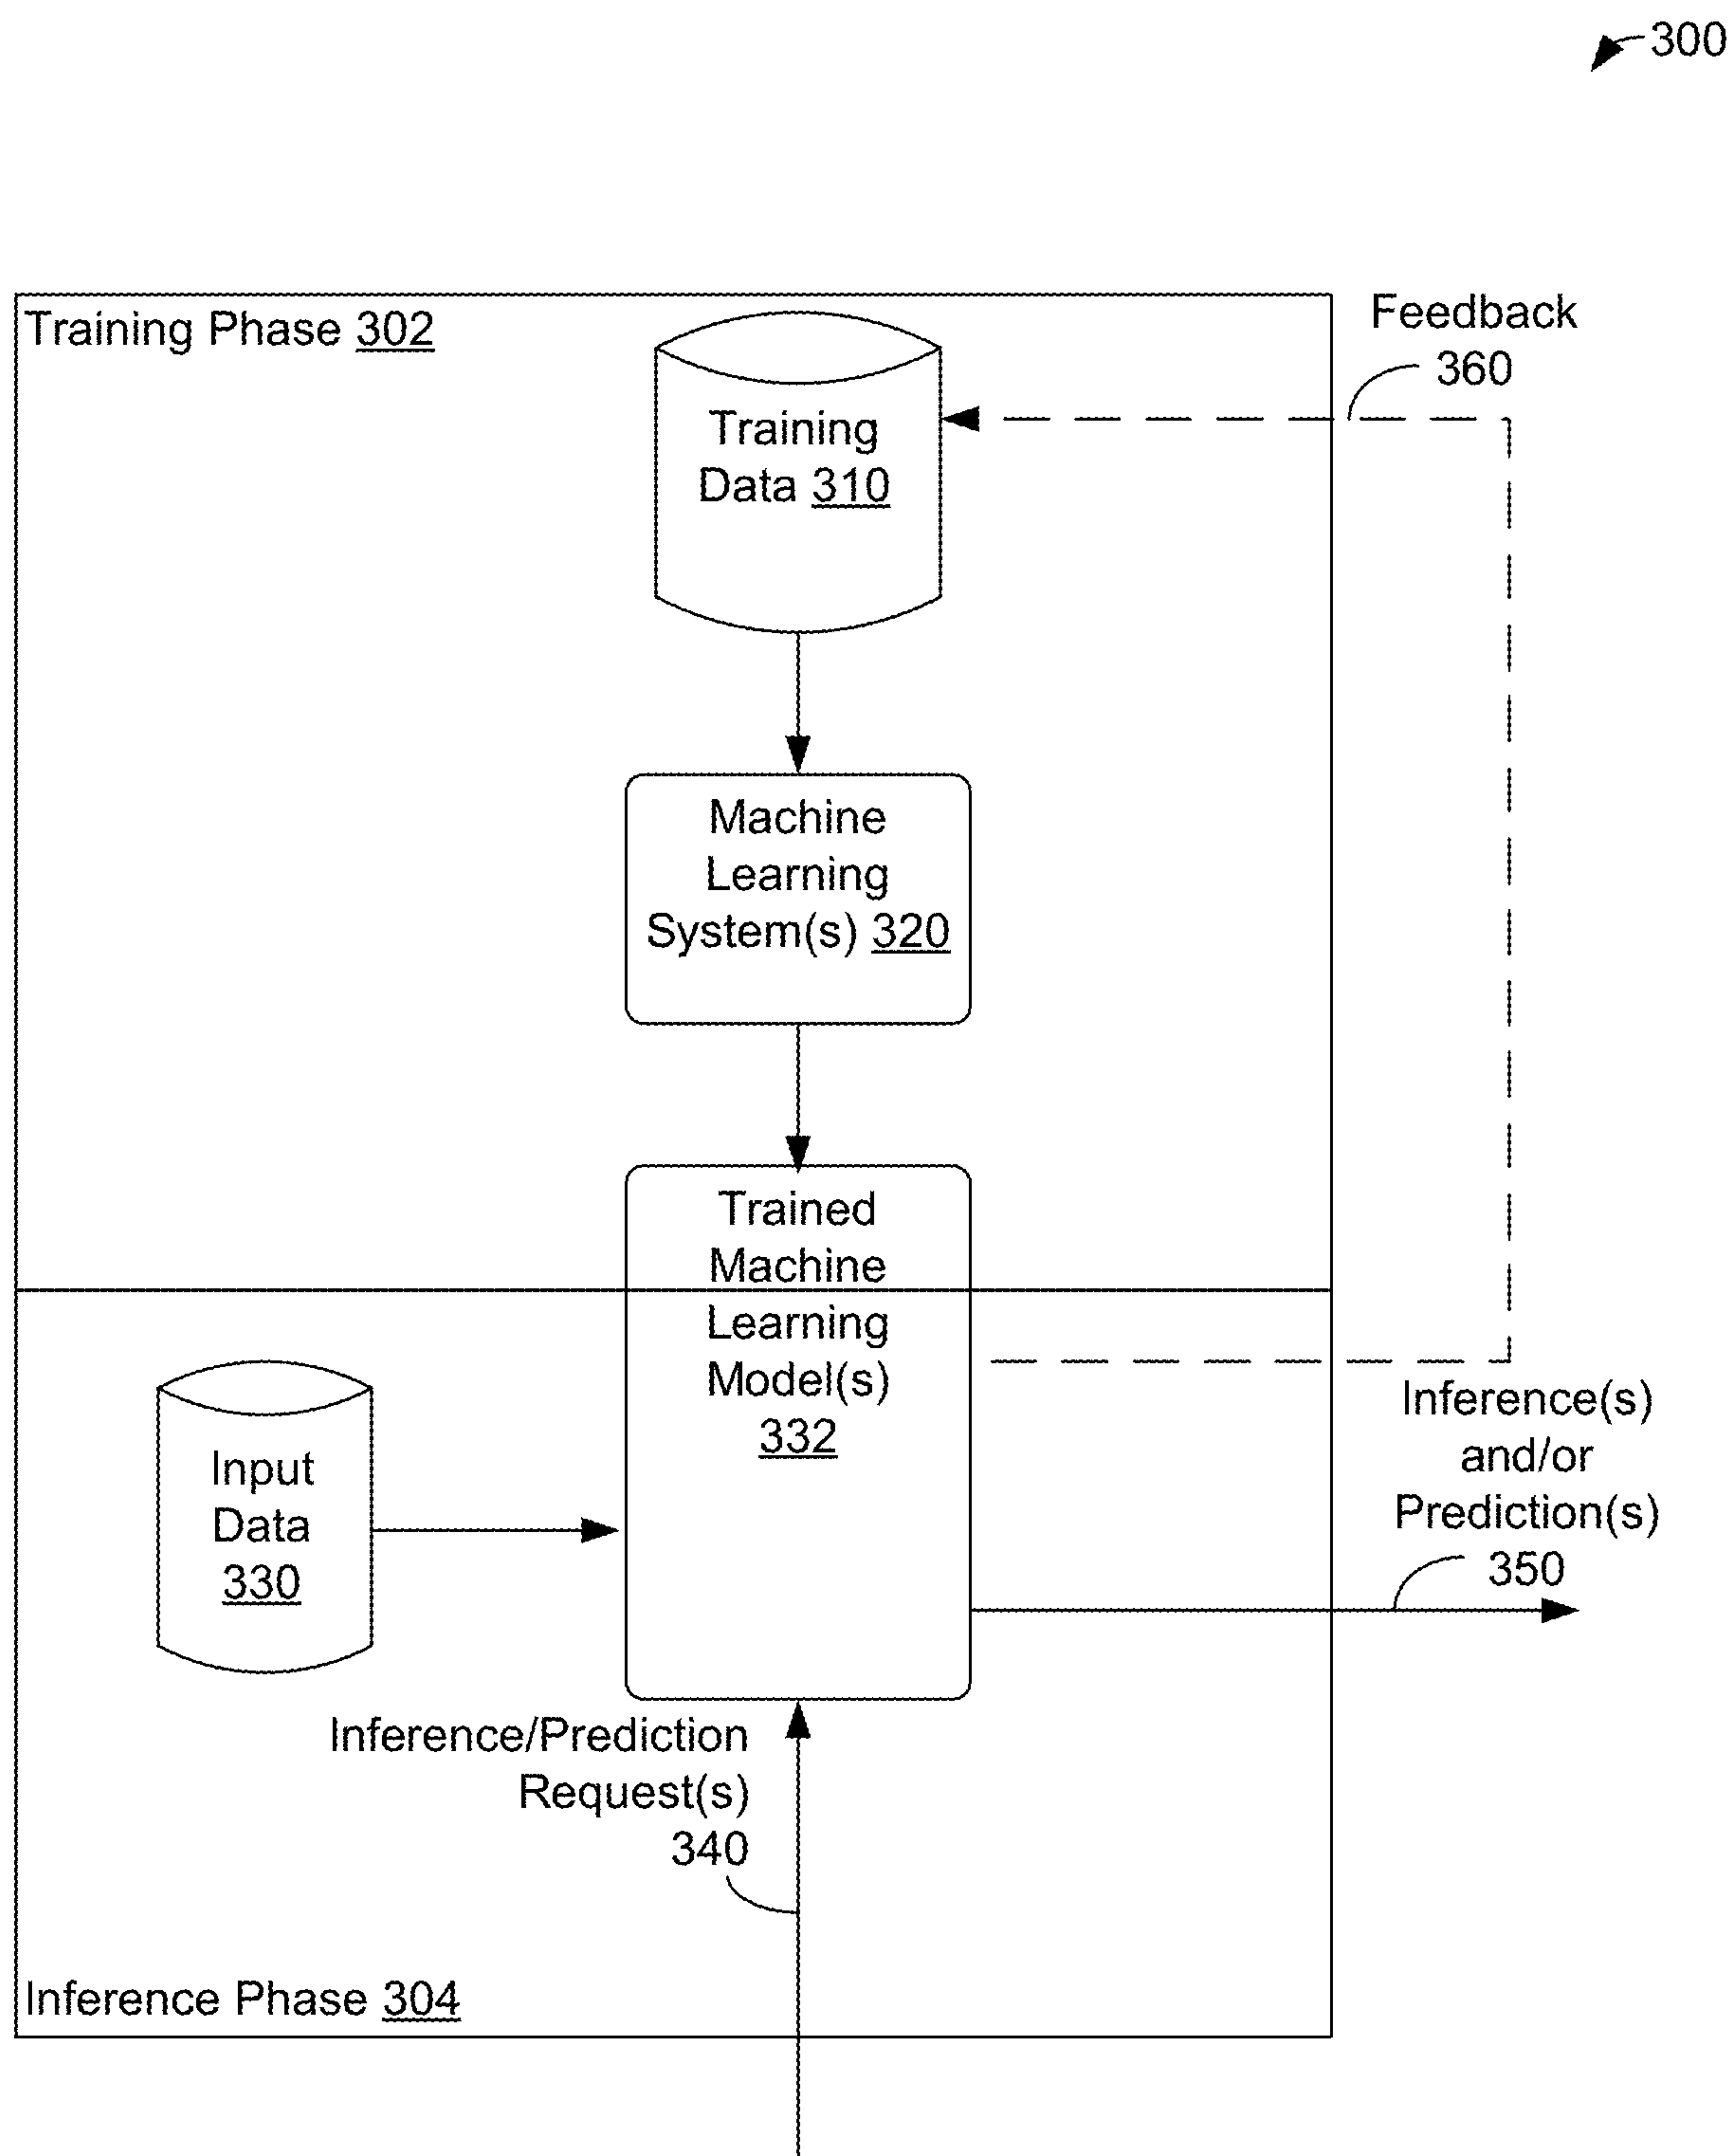 300
Training Phase 302
Feedback
360
Training
Data 310
Machine
Learning
System(s) 320
Trained
Machine
Learning
Model(s)
332
Input
Data
330
Inference(s)
and/or
Prediction(s)
350
Inference/Prediction
Request(s)
340
Inference Phase 304